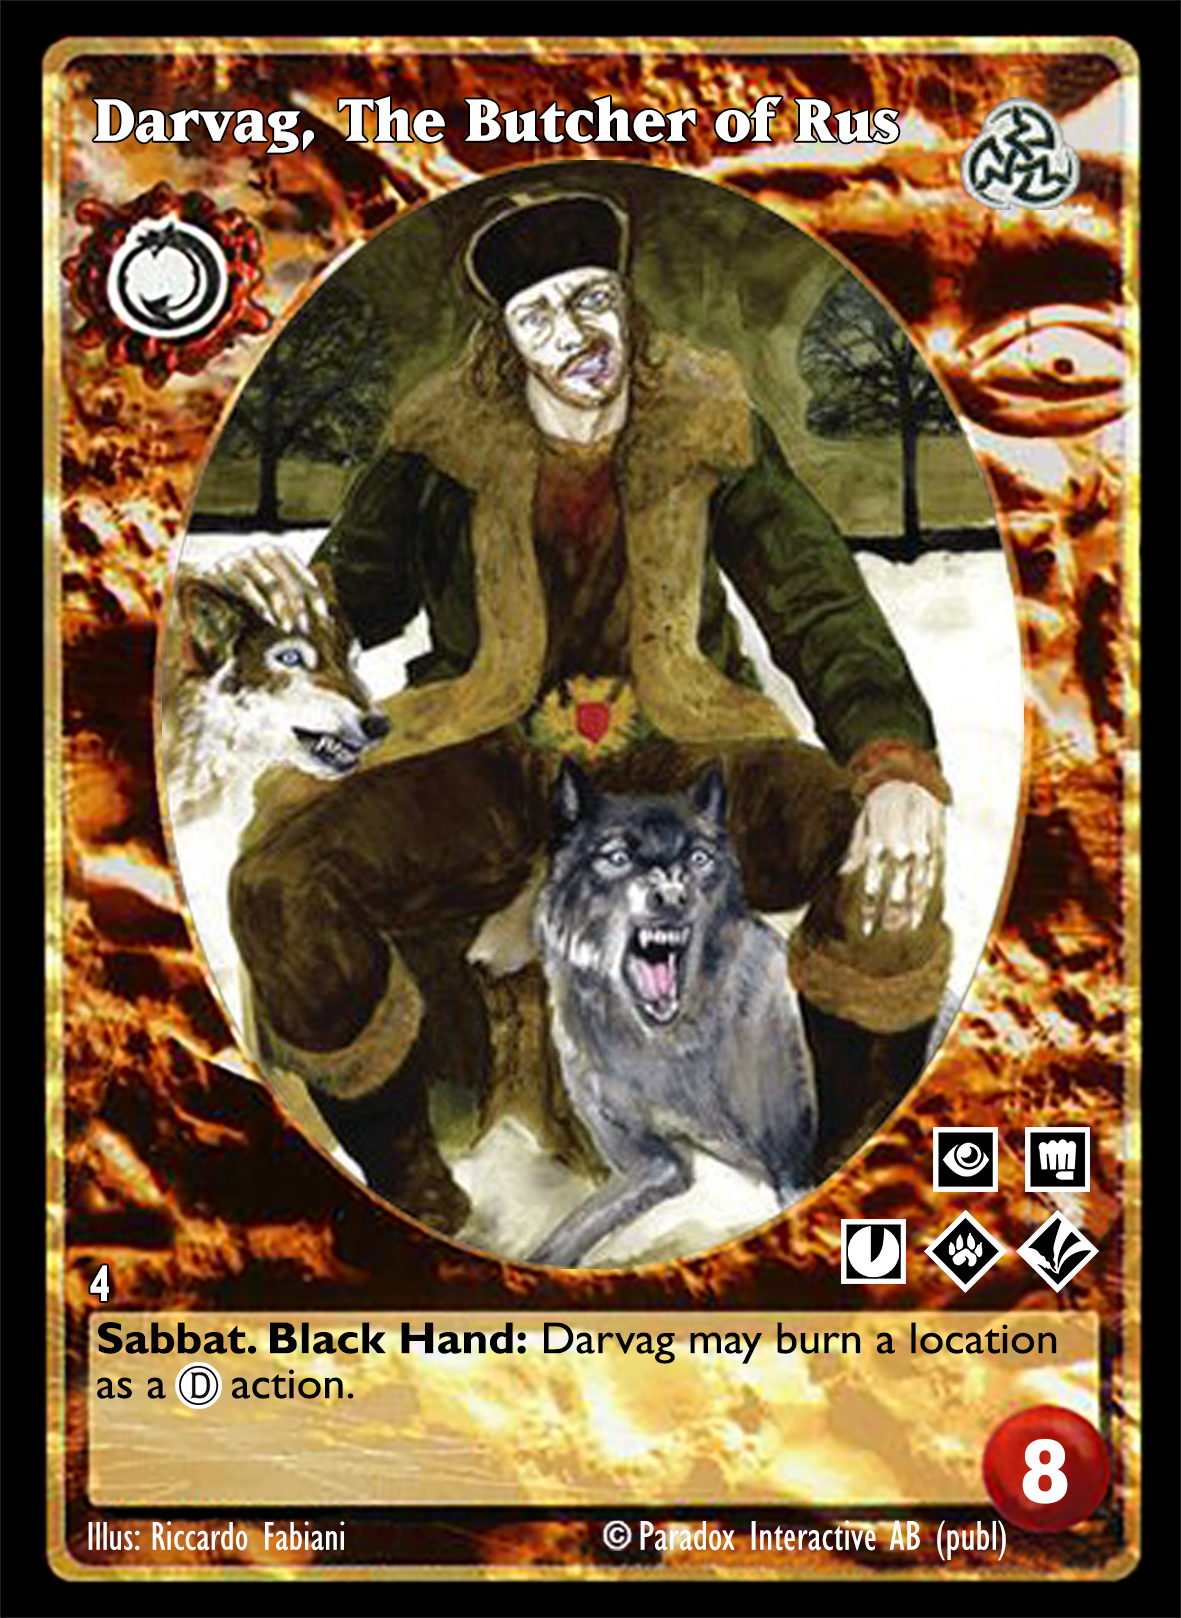 Darvag, The Butcher of Rus
4
Sabbat. Black Hand: Darvag may burn a location
as a Ⓓ action.
8
Illus: Riccardo Fabiani
© Paradox Interactive AB (publ)